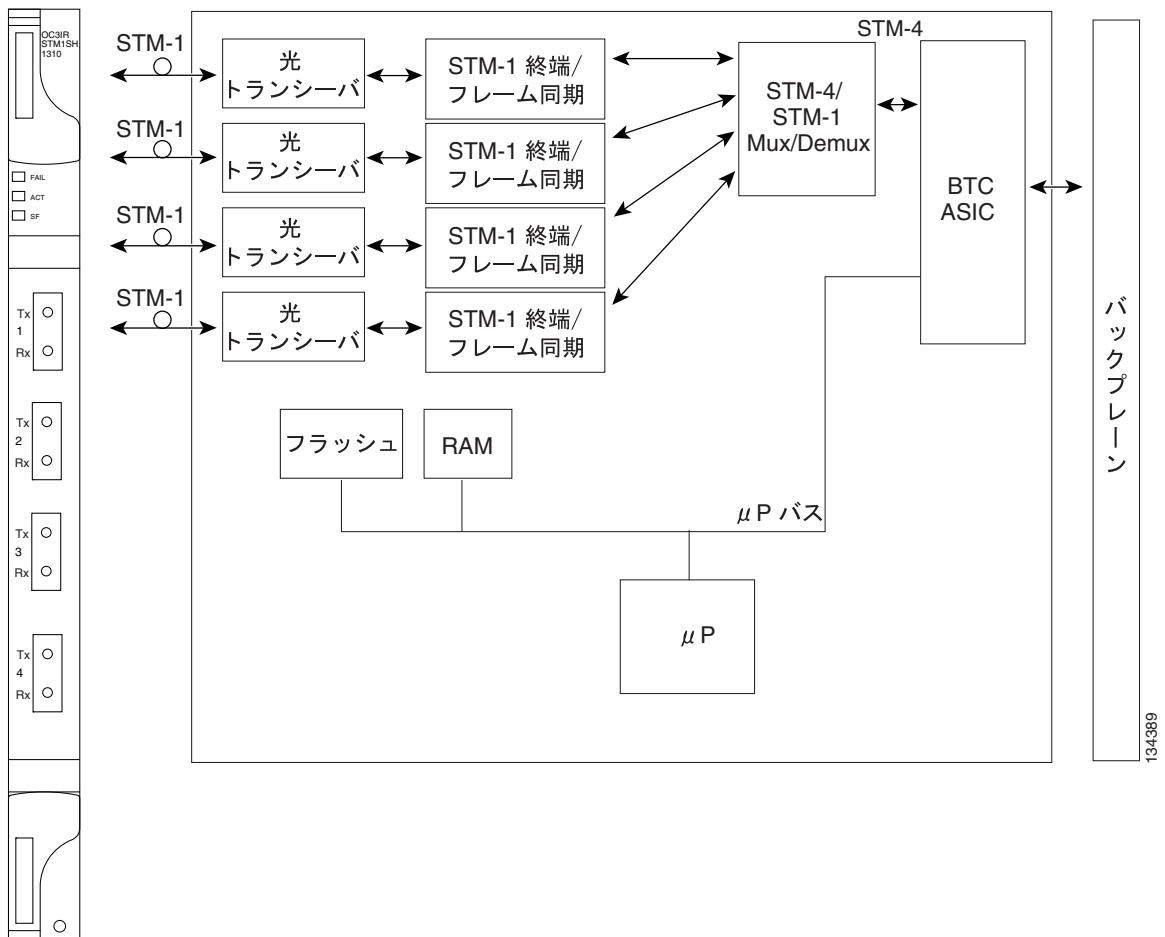 OC3IR
STM1SH
1310
FAIL
ACT
SF
Tx
1
Rx
Tx
2
Rx
Tx
3
Rx
Tx
4
Rx
STM-1
光
トランシーバ
STM-1 終端/
フレーム同期
STM-1
光
トランシーバ
STM-1 終端/
フレーム同期
STM-1
光
トランシーバ
STM-1 終端/
フレーム同期
STM-1
光
トランシーバ
STM-1 終端/
フレーム同期
STM-4/
STM-1
Mux/Demux
STM-4
BTC
ASIC
バックプレーン
フラッシュ
RAM
μP バス
μP
134389